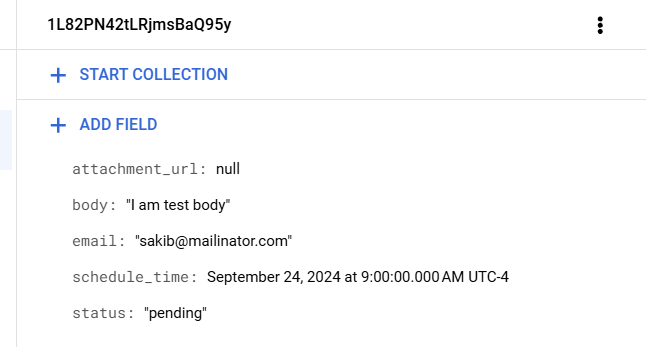 1L82PN42tLRjmsBaQ95y
+ START COLLECTION
+ ADD FIELD
attachment_url: null
body: "I am test body"
email: "sakib@mailinator.com"
schedule_time: September 24, 2024 at 9:00:00.000 AM UTC-4
status: "pending"